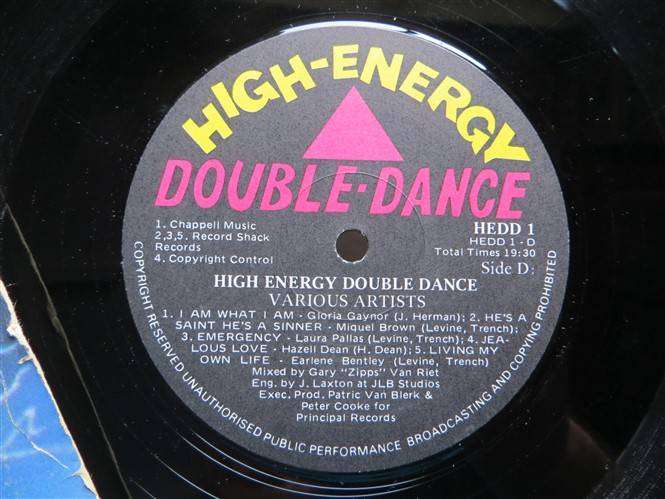 HIGH-ENERGY
DOUBLE-DANCE
1. Chappell Music
2,3,5. Record Shack
Records
4. Copyright Control
HEDD 1
HEDD 1 - D
Total Times 19:30
Side D:
HIGH ENERGY DOUBLE DANCE
VARIOUS ARTISTS
1. I AM WHAT I AM - Gloria Gaynor (J. Herman); 2. HE'S A
SAINT HE'S A SINNER - Miquel Brown (Levine, Trench);
3. EMERGENCY - Laura Pallas (Levine, Trench); 4. JEA-
LOUS LOVE - Hazell Dean (H. Dean); 5. LIVING MY
OWN LIFE - Earlene Bentley (Levine, Trench)
Mixed by Gary "Zipps" Van Riet
Eng. by J. Laxton at JLB Studios
Exec. Prod. Patric Van Blerk &
Peter Cooke for
Principal Records
COPYRIGHT RESERVED UNAUTHORISED PUBLIC PERFORMANCE BROADCASTING AND COPYING PROHIBITED